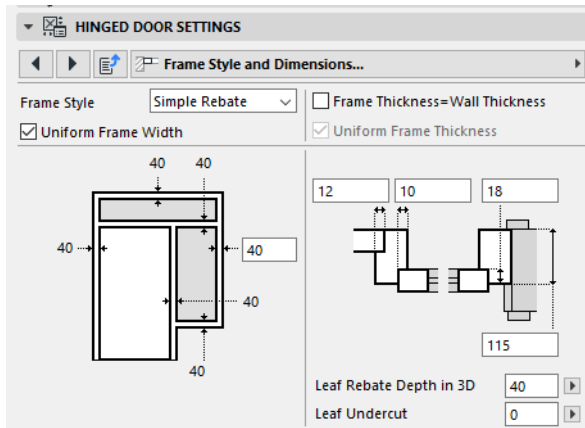 HINGED DOOR SETTINGS
Frame Style and Dimensions...
Frame Style
Simple Rebate
Frame Thickness=Wall Thickness
Uniform Frame Width
Uniform Frame Thickness
40 40
40
40
40
40
12
10
18
115
Leaf Rebate Depth in 3D
40
Leaf Undercut
0